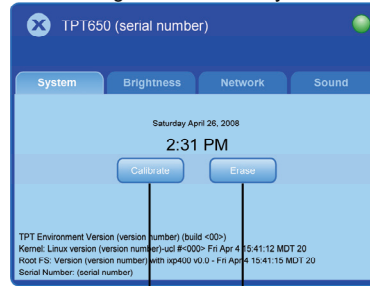 TPT650 (serial number)
System Brightness Network Sound
Saturday April 26, 2008
2:31 PM
Calibrate Erase
TPT Environment Version (version number) (build <00>)
Kernel: Linux version (version number)-ucl #<000> Fri Apr 4 15:41:12 MDT 20
Root FS: Version (version number) with ixp400 v0.0 - Fri Apr 4 15:41:15 MDT 20
Serial Number: (serial number)